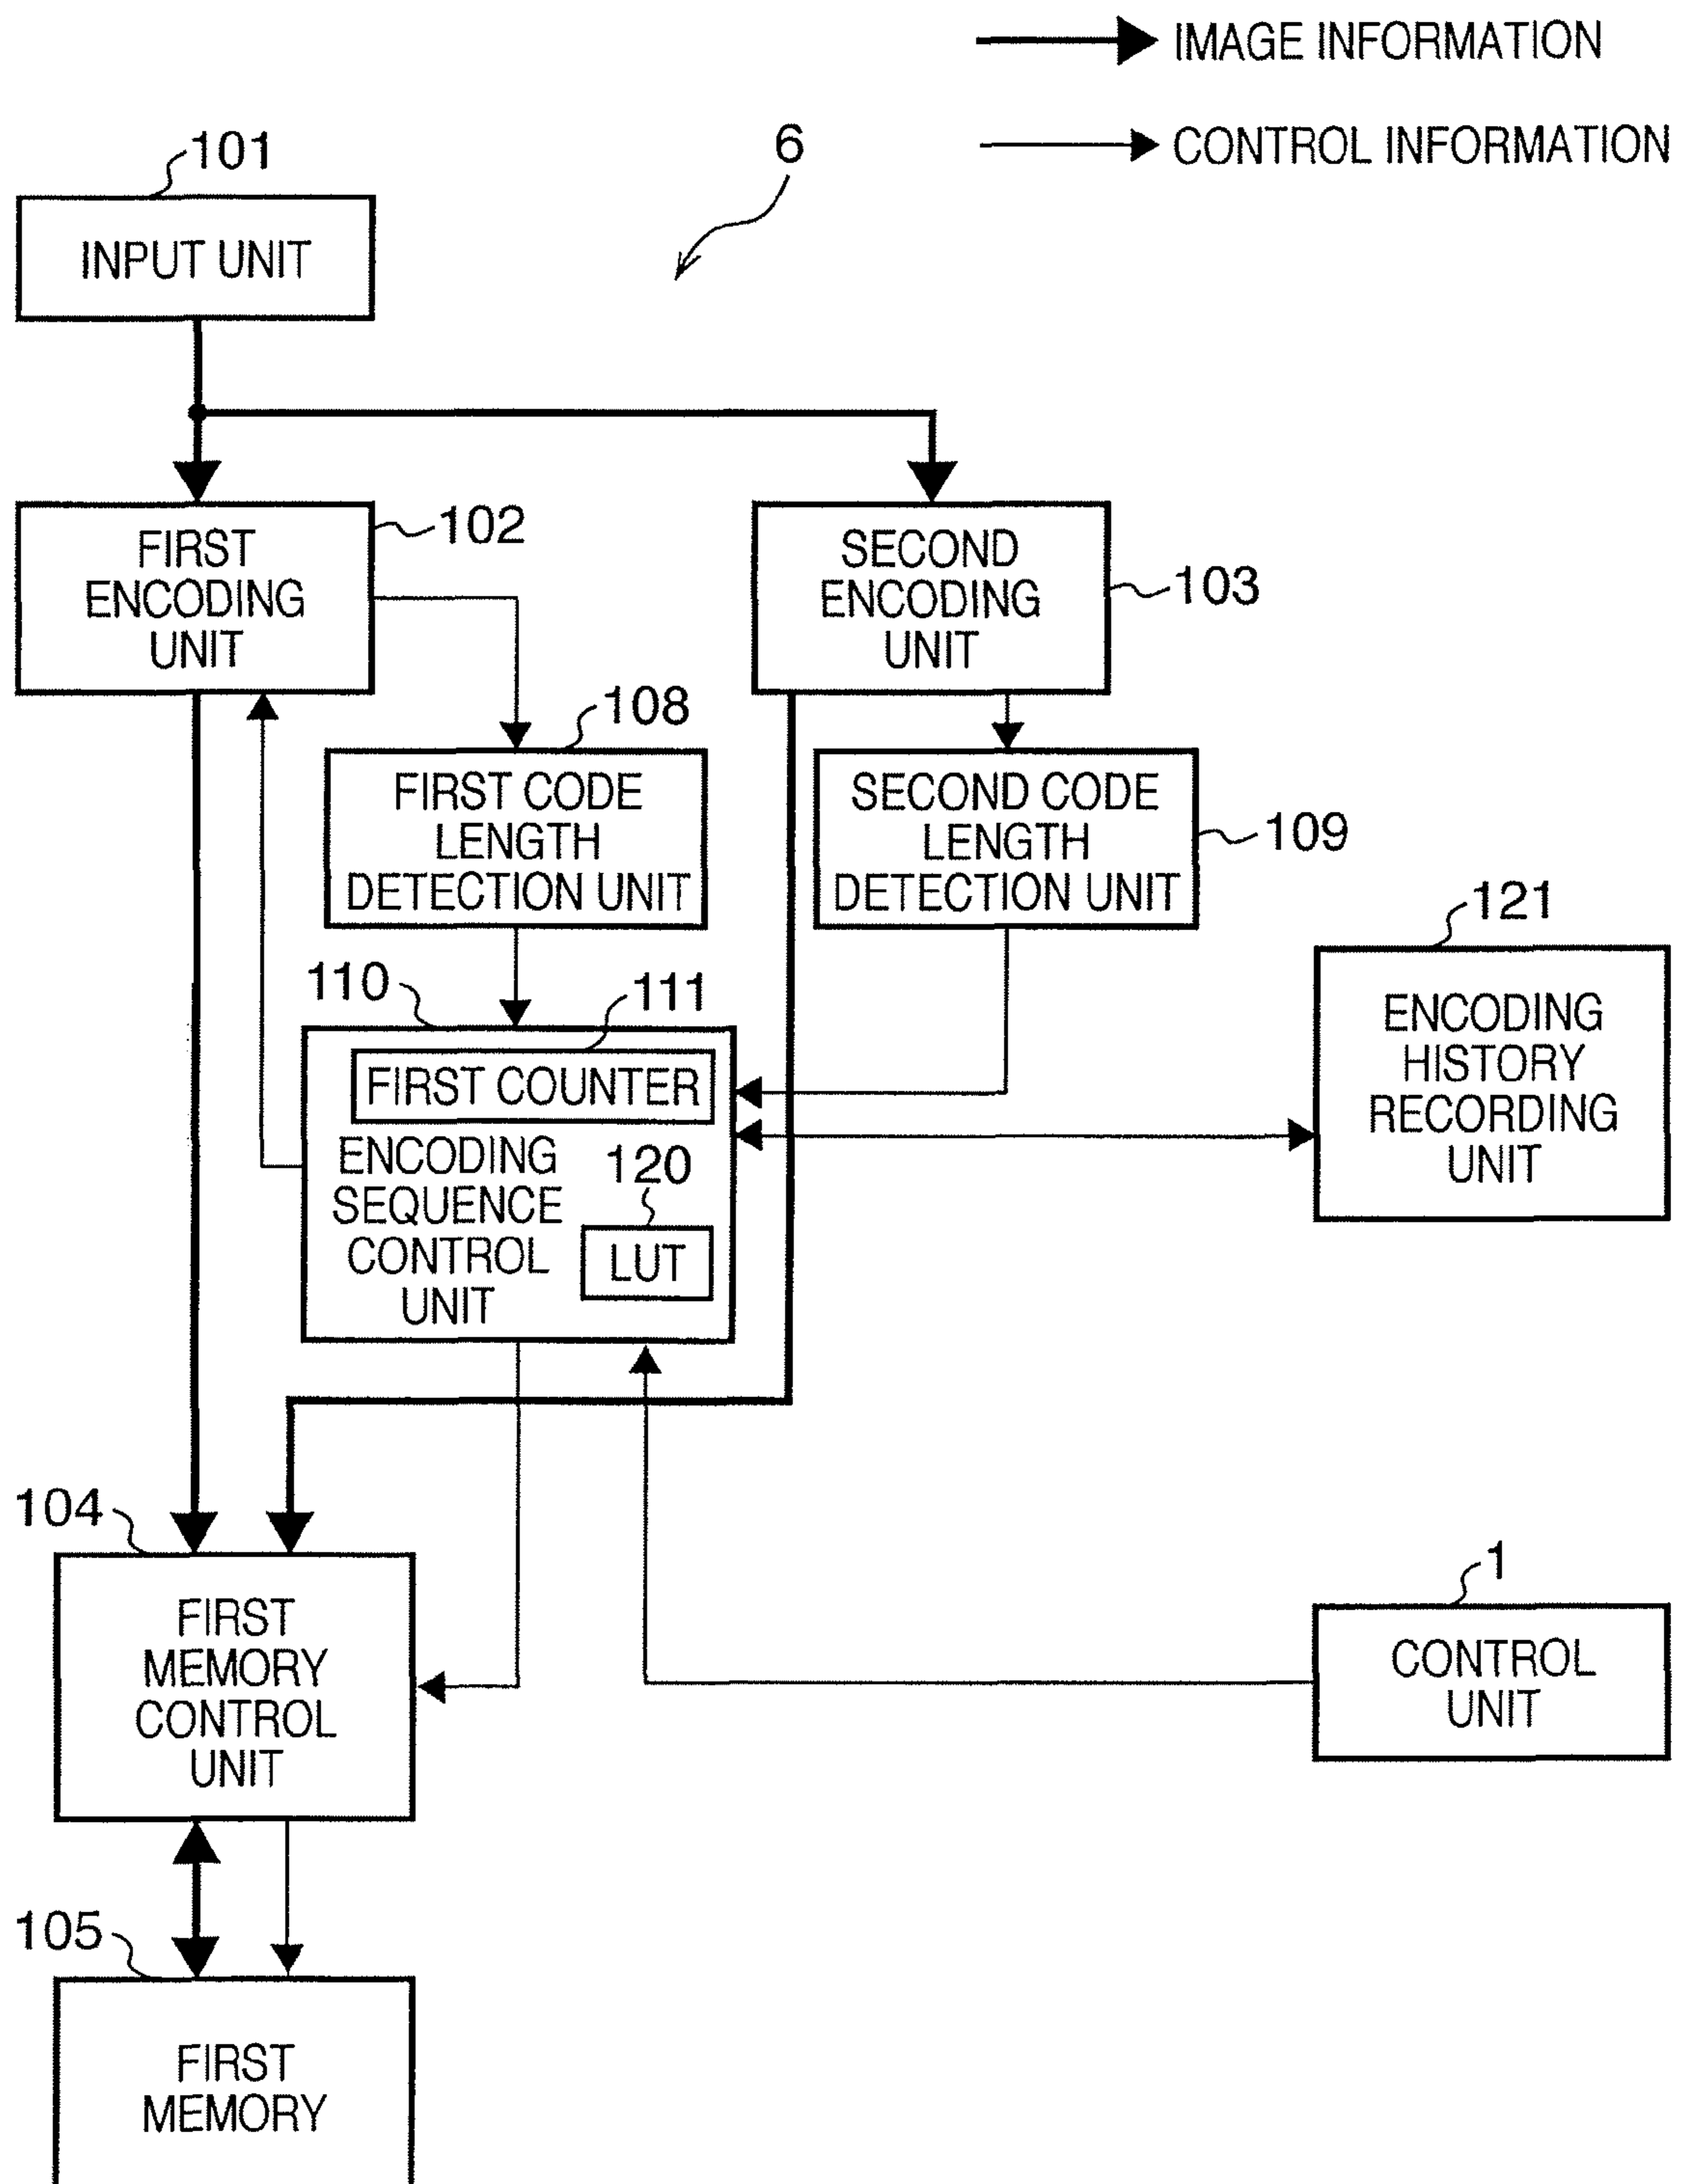 IMAGE INFORMATION
CONTROL INFORMATION
6
101
INPUT UNIT
102
FIRST
ENCODING
UNIT
SECOND
ENCODING
UNIT
103
108
FIRST CODE
LENGTH
DETECTION UNIT
SECOND CODE
LENGTH
DETECTION UNIT
109
121
ENCODING
HISTORY
RECORDING
UNIT
110
111
FIRST COUNTER
ENCODING
SEQUENCE
CONTROL
UNIT
120
LUT
104
FIRST
MEMORY
CONTROL
UNIT
1
CONTROL
UNIT
105
FIRST
MEMORY